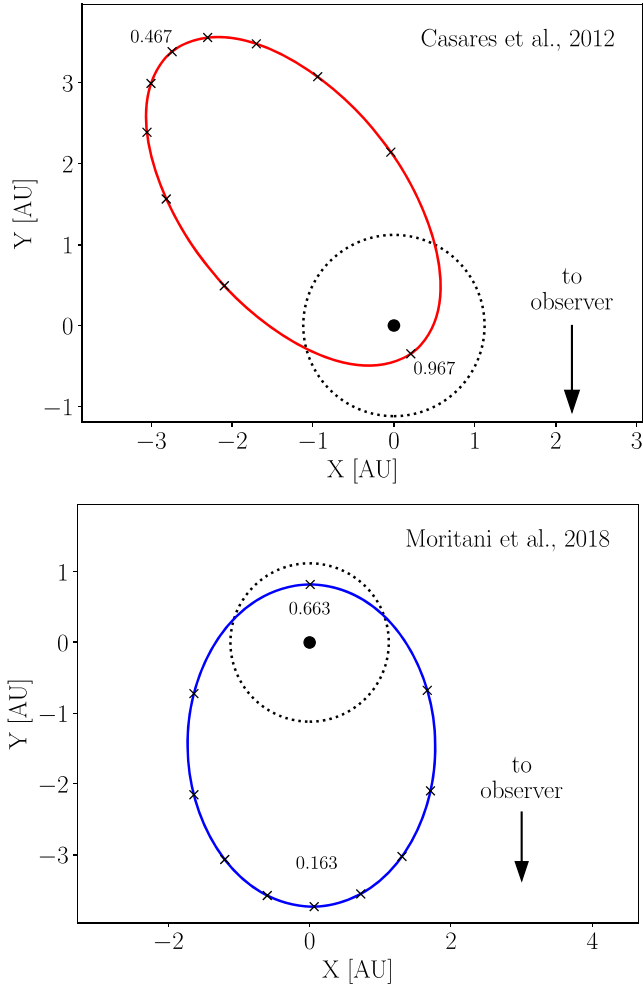 Casares et al., 2012
0.467
3
2
1
0
−1
Y [AU]
to
observer
0.967
−3
−2
−1
0
1
2
3
X [AU]
Moritani et al., 2018
1
0
−1
−2
−3
Y [AU]
0.663
to
observer
0.163
−2
0
2
4
X [AU]